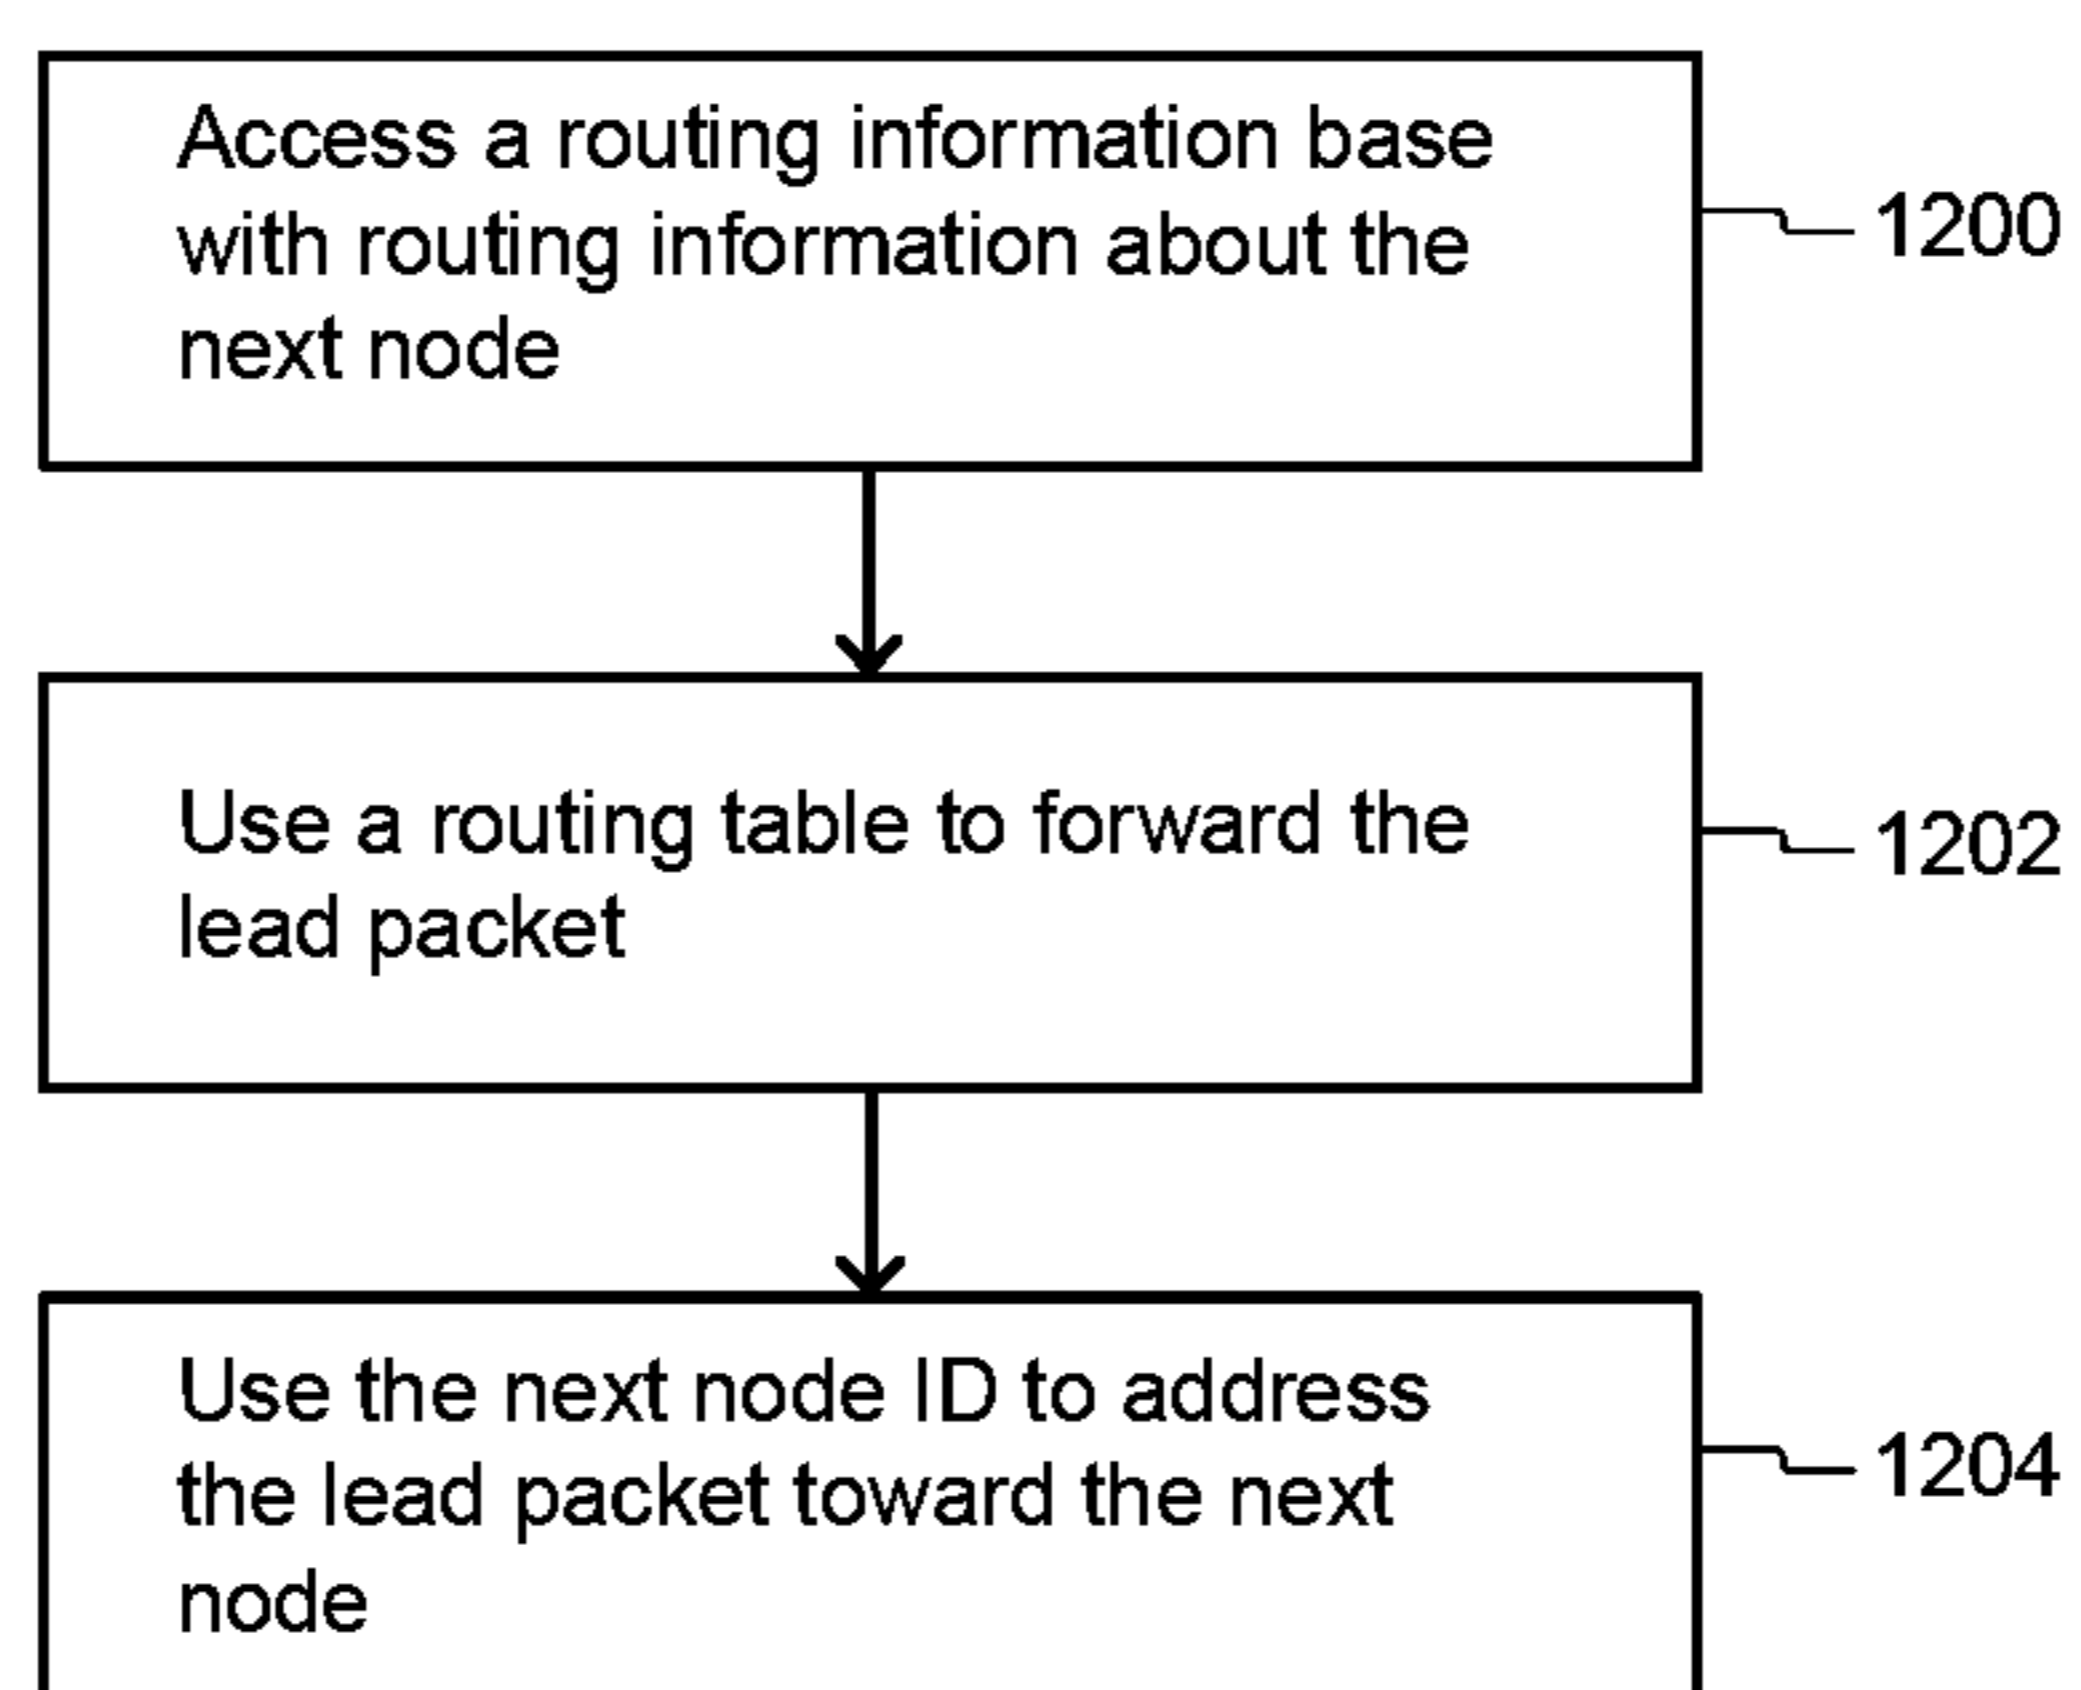 Access a routing information base
with routing information about the
next node
1200
Use a routing table to forward the
lead packet
1202
Use the next node ID to address
the lead packet toward the next
node
1204